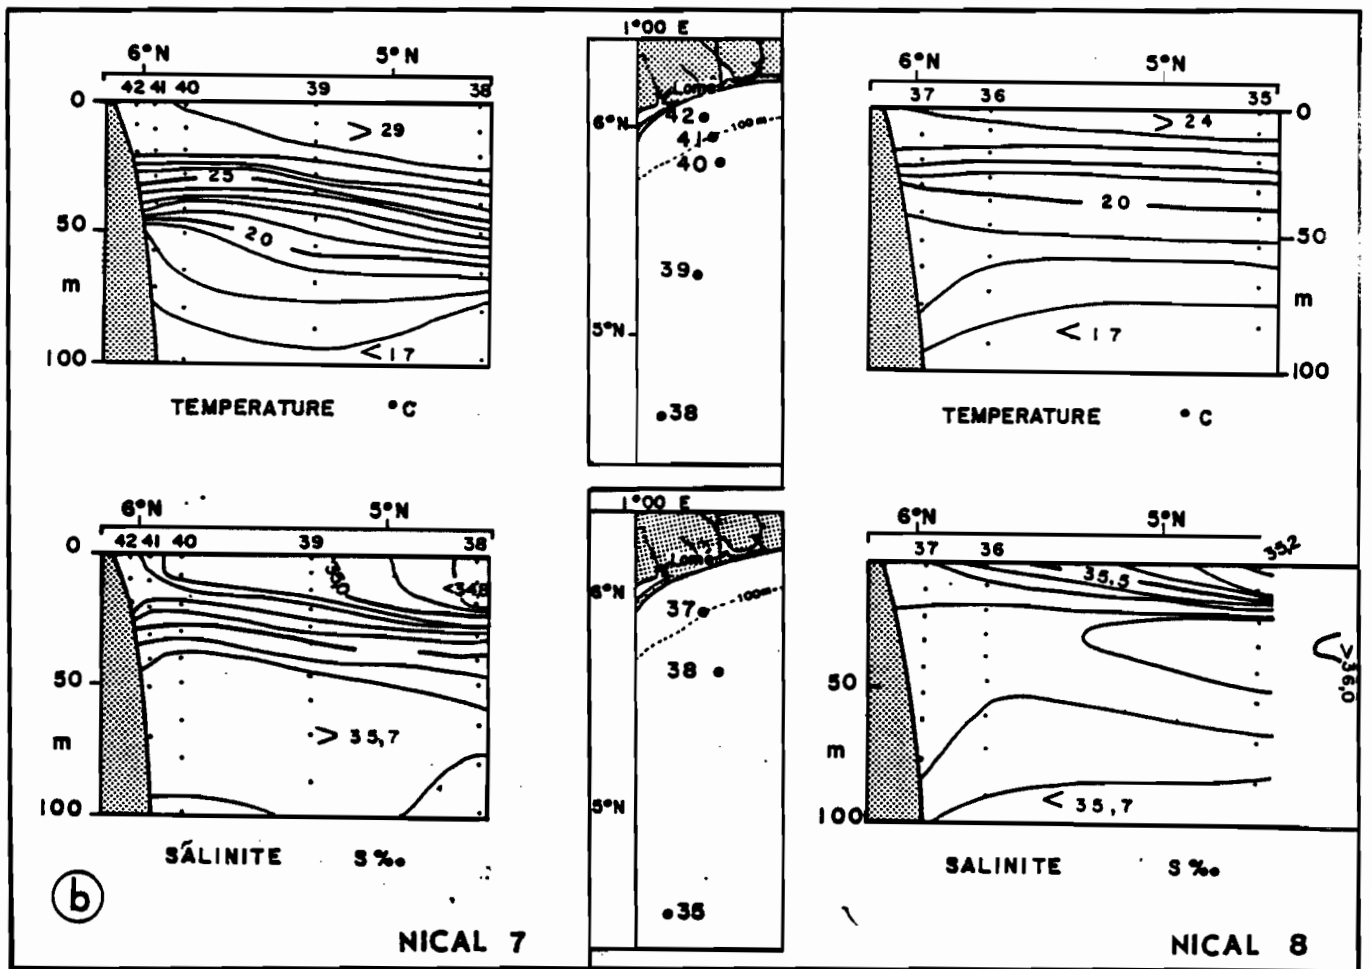 6°N 5°N
42 41 40 39 38
0
> 29
25
50
20
m
100
< 17
TEMPERATURE °C
1°00 E
Lomé
42
6°N
41
100m
40
39
5°N
38
6°N 5°N
37 36 35
0
> 24
20
50
m
< 17
100
TEMPERATURE °C
6°N 5°N
42 41 40 39 38
0
35,0
<34,8
50
m
> 35,7
100
SALINITE S‰
b
NICAL 7
1°00 E
Lomé
6°N
37
100m
38
5°N
35
6°N 5°N
37 36
35,2
35,5
>36,0
50
m
< 35,7
100
SALINITE S‰
NICAL 8